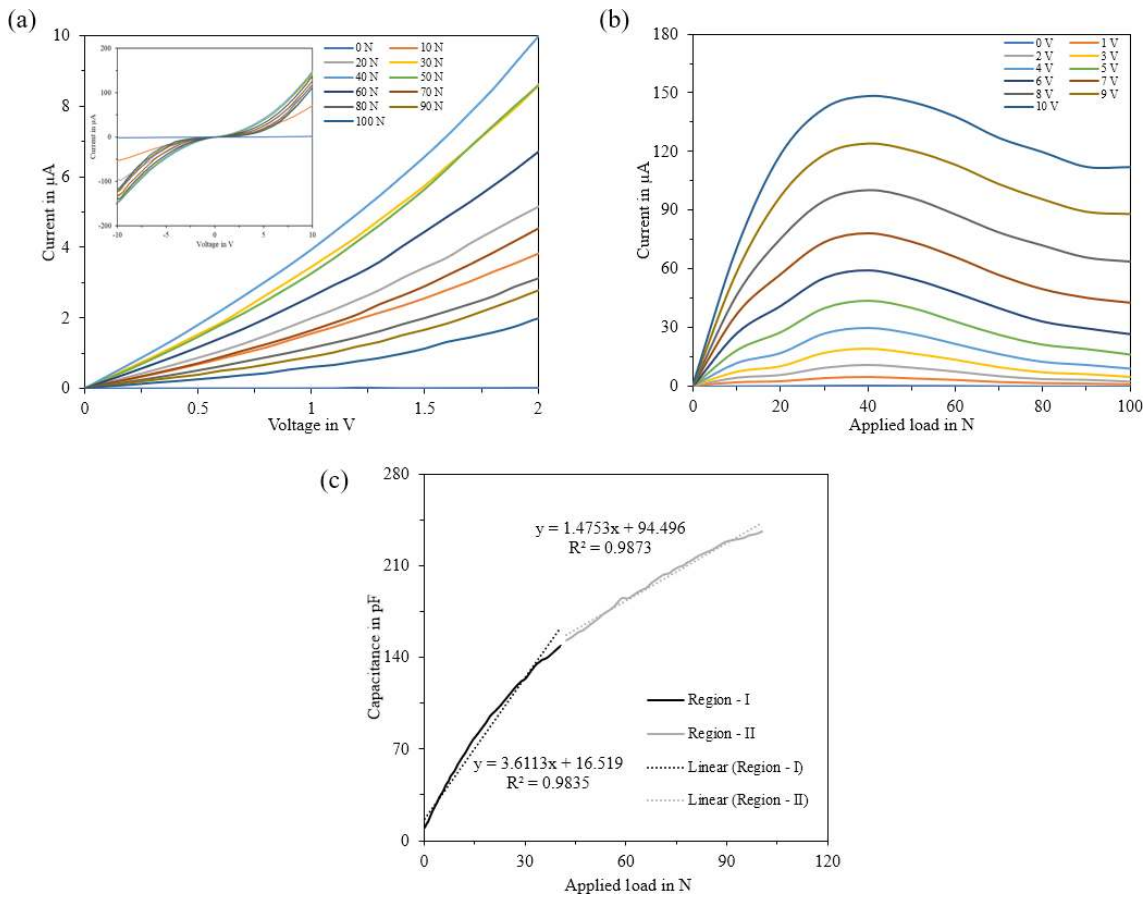 (a)
10
8
6
4
2
0
Current in µA
0
0.5
1
1.5
2
Voltage in V
0 N
10 N
20 N
30 N
40 N
50 N
60 N
70 N
80 N
90 N
100 N
200
100
0
-100
-200
Current in µA
-10
-5
0
5
10
Voltage in V
(b)
180
150
120
90
60
30
0
Current in µA
0
20
40
60
80
100
Applied load in N
0 V
1 V
2 V
3 V
4 V
5 V
6 V
7 V
8 V
9 V
10 V
(c)
280
210
140
70
0
Capacitance in pF
y = 1.4753x + 94.496
R² = 0.9873
y = 3.6113x + 16.519
R² = 0.9835
Region - I
Region - II
Linear (Region - I)
Linear (Region - II)
0
30
60
90
120
Applied load in N